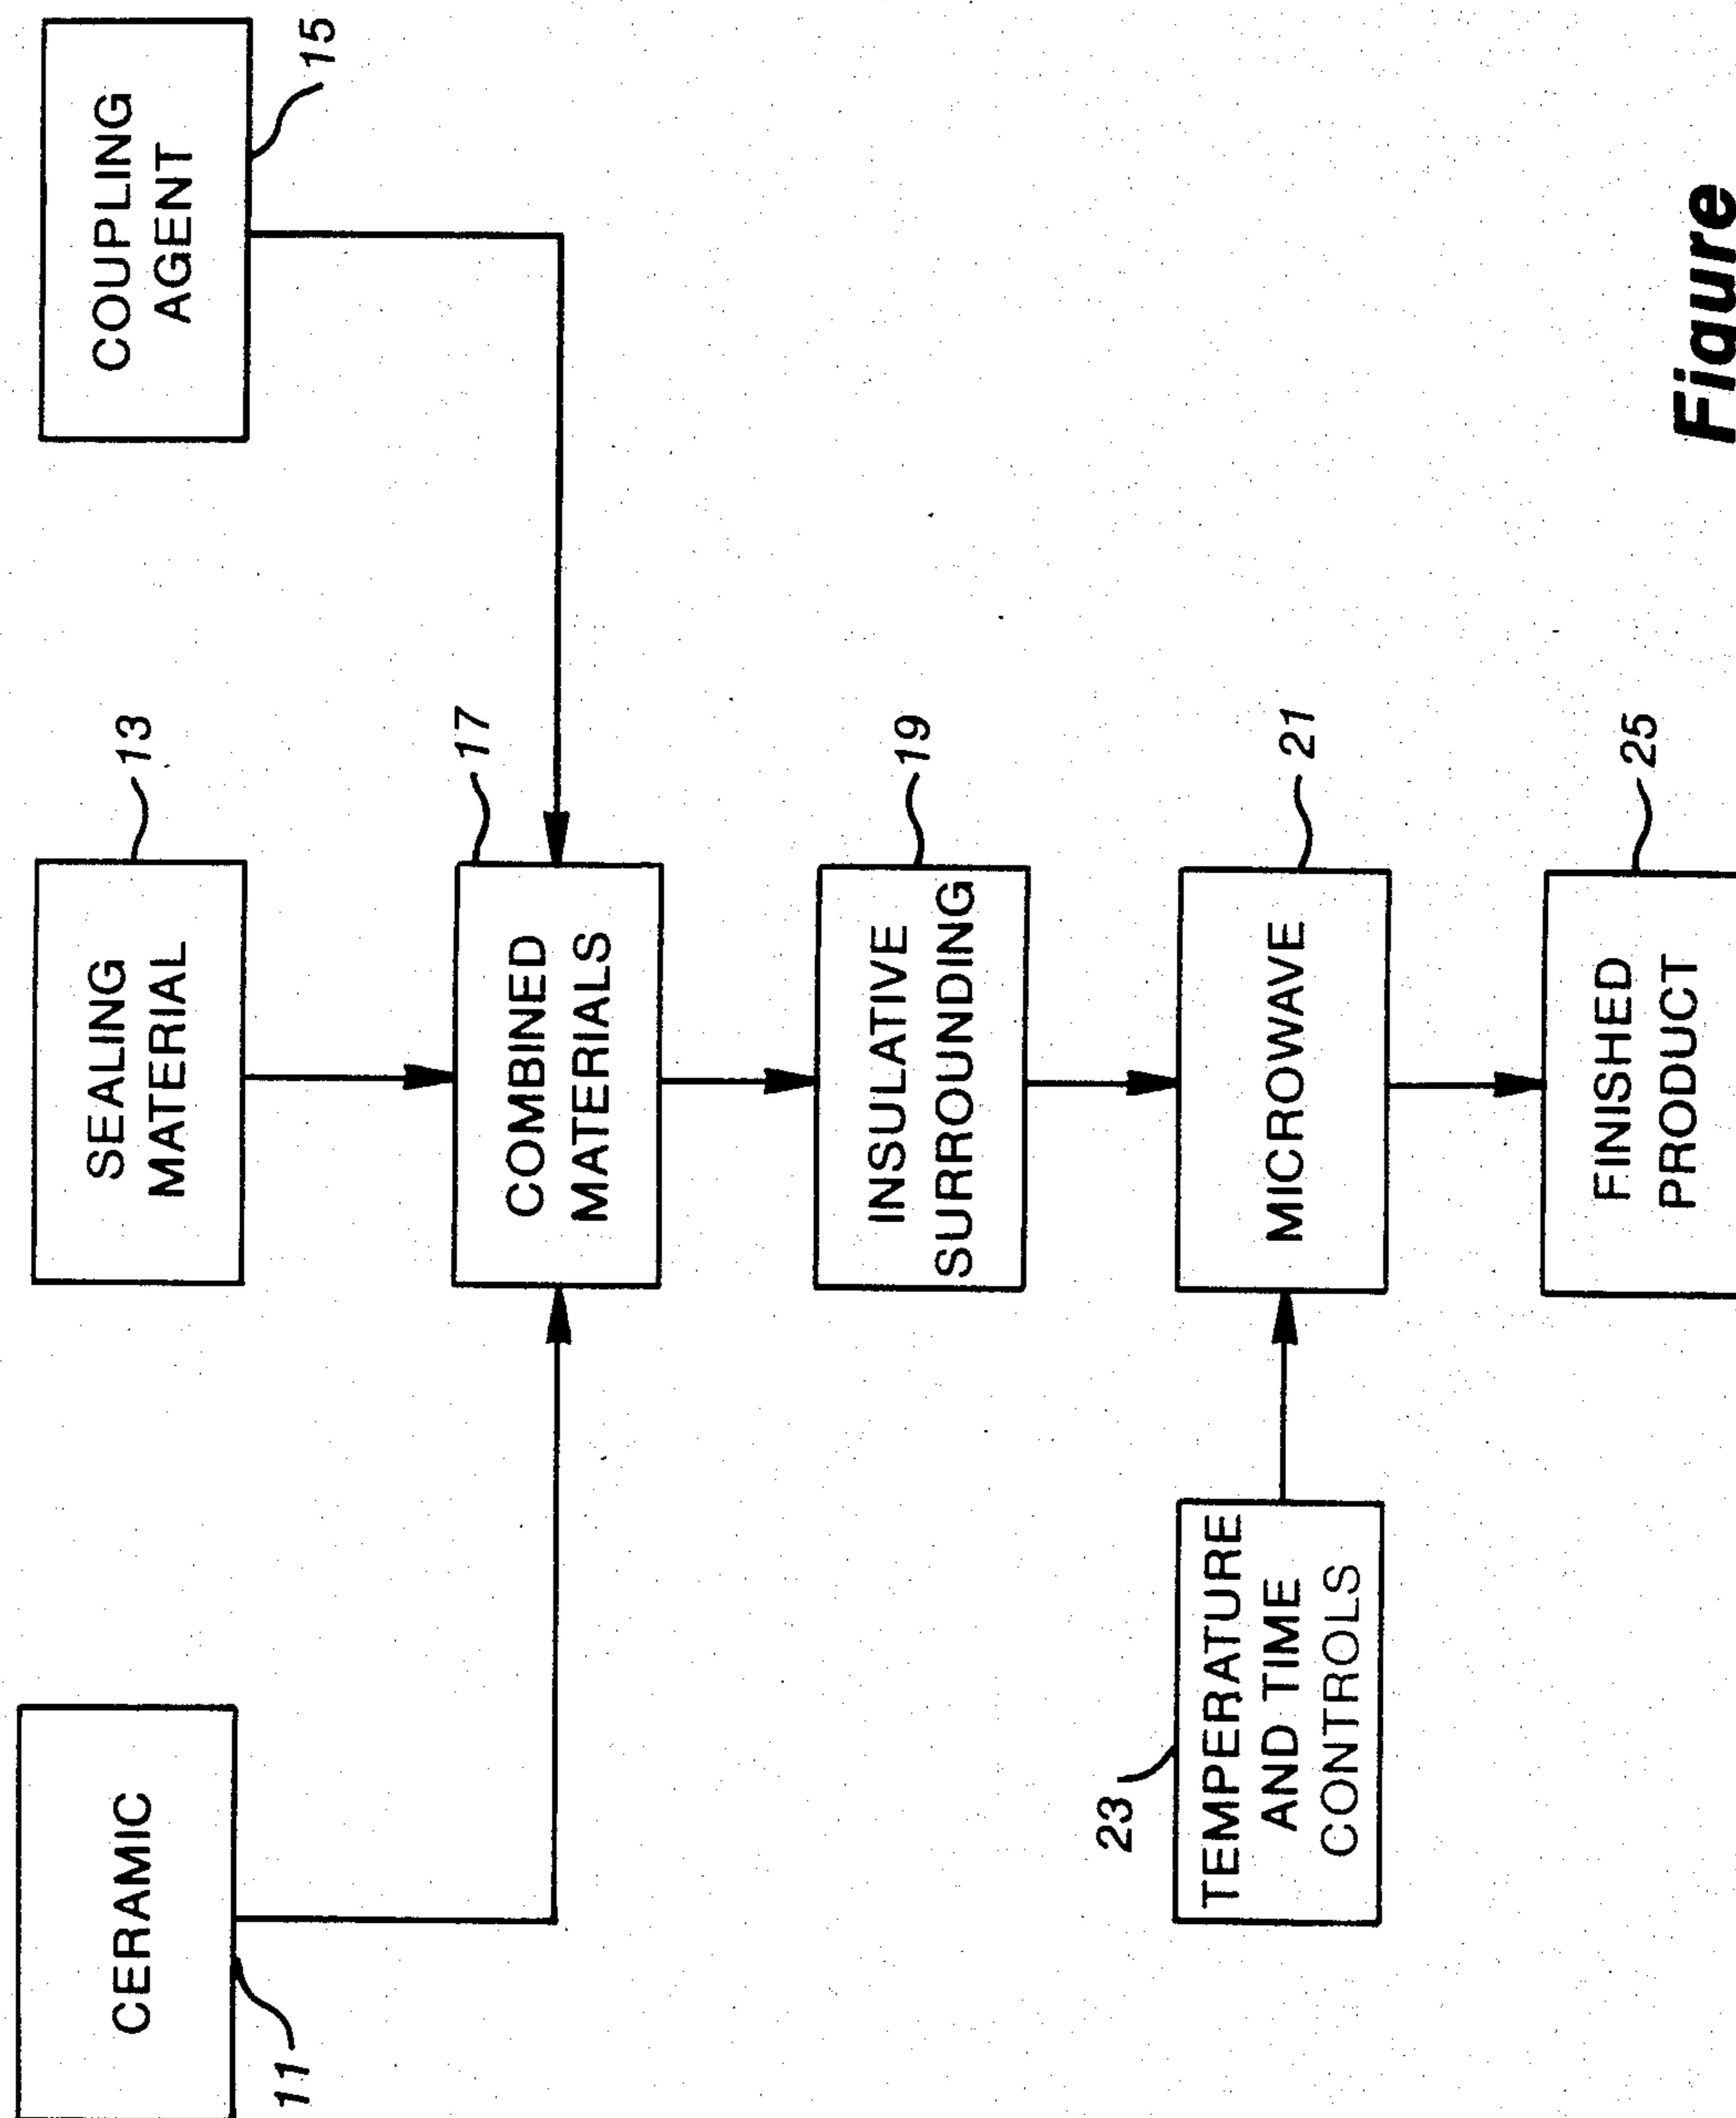 CERAMIC
11
SEALING
MATERIAL
13
COUPLING
AGENT
15
COMBINED
MATERIALS
17
INSULATIVE
SURROUNDING
19
TEMPERATURE
AND TIME
CONTROLS
23
MICROWAVE
21
FINISHED
PRODUCT
25
Figure